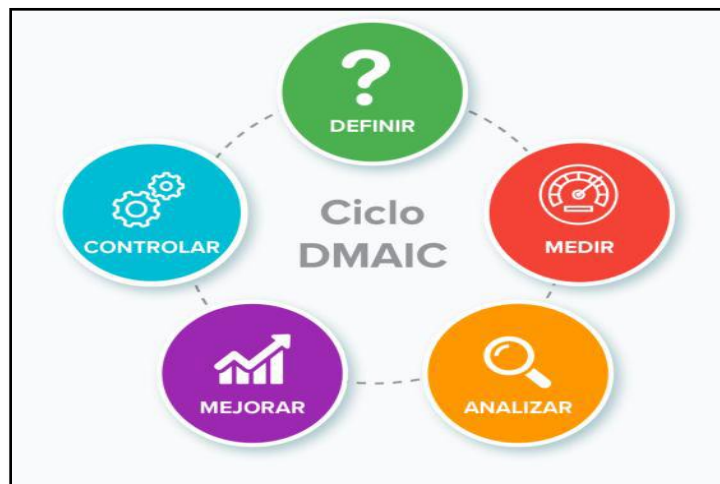 ?
DEFINIR
MEDIR
ANALIZAR
MEJORAR
CONTROLAR
Ciclo
DMAIC